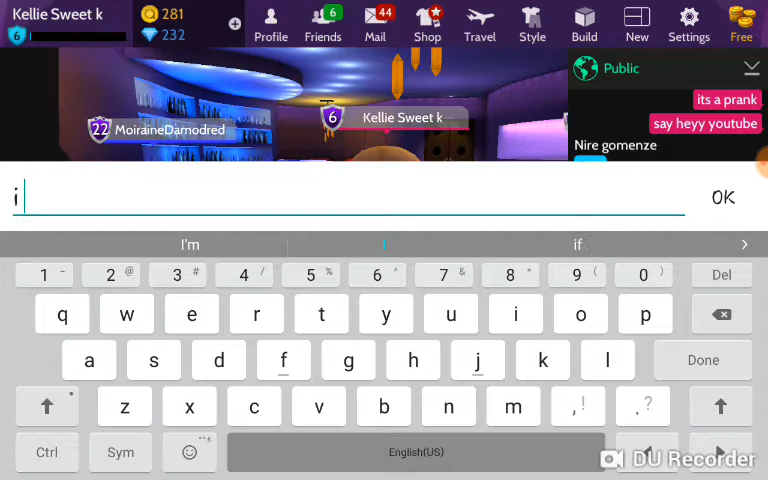 Kellie Sweet k
6
281
232
Profile
6
Friends
44
Mail
Shop
Travel
Style
Build
New
Settings
Free
22 MoiraineDamodred
6 Kellie Sweet k
Public
its a prank
say heyy youtube
Nire gomenze
i
OK
I'm I if >
1 - 2 @ 3 # 4 / 5 % 6 ^ 7 & 8 * 9 ( 0 ) Del
q w e r t y u i o p
a s d f g h j k l Done
z x c v b n m , ! . ?
Ctrl Sym English(US)
DU Recorder